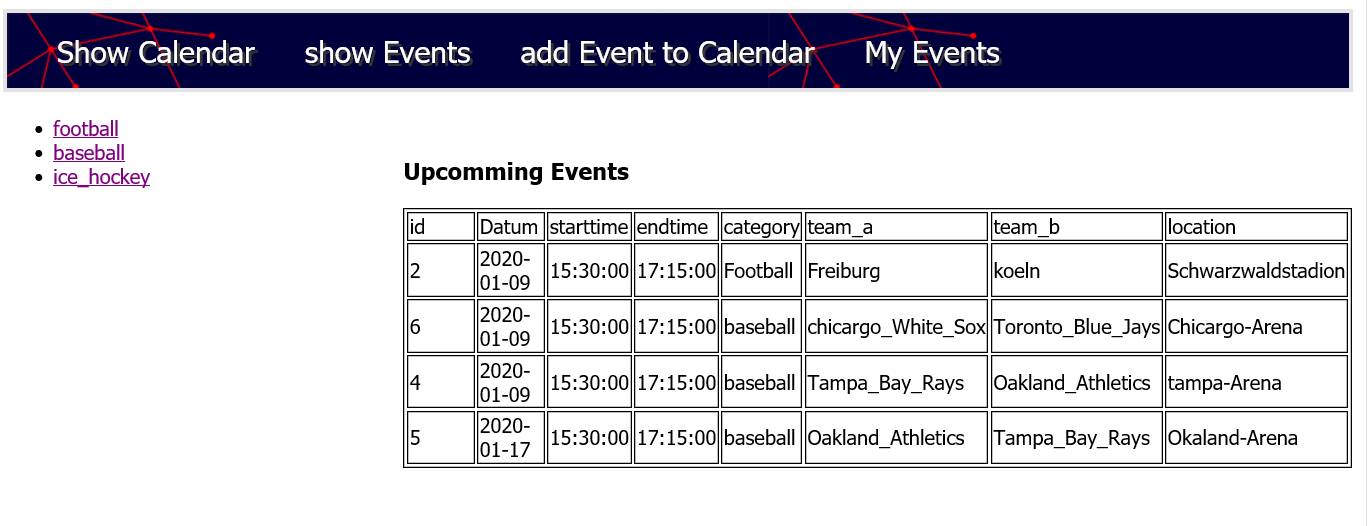 Show Calendar show Events add Event to Calendar My Events
football
baseball
ice_hockey
Upcomming Events
id Datum starttime endtime category team_a team_b location
2 2020-01-09 15:30:00 17:15:00 Football Freiburg koeln Schwarzwaldstadion
6 2020-01-09 15:30:00 17:15:00 baseball chicargo_White_Sox Toronto_Blue_Jays Chicargo-Arena
4 2020-01-09 15:30:00 17:15:00 baseball Tampa_Bay_Rays Oakland_Athletics tampa-Arena
5 2020-01-17 15:30:00 17:15:00 baseball Oakland_Athletics Tampa_Bay_Rays Okaland-Arena